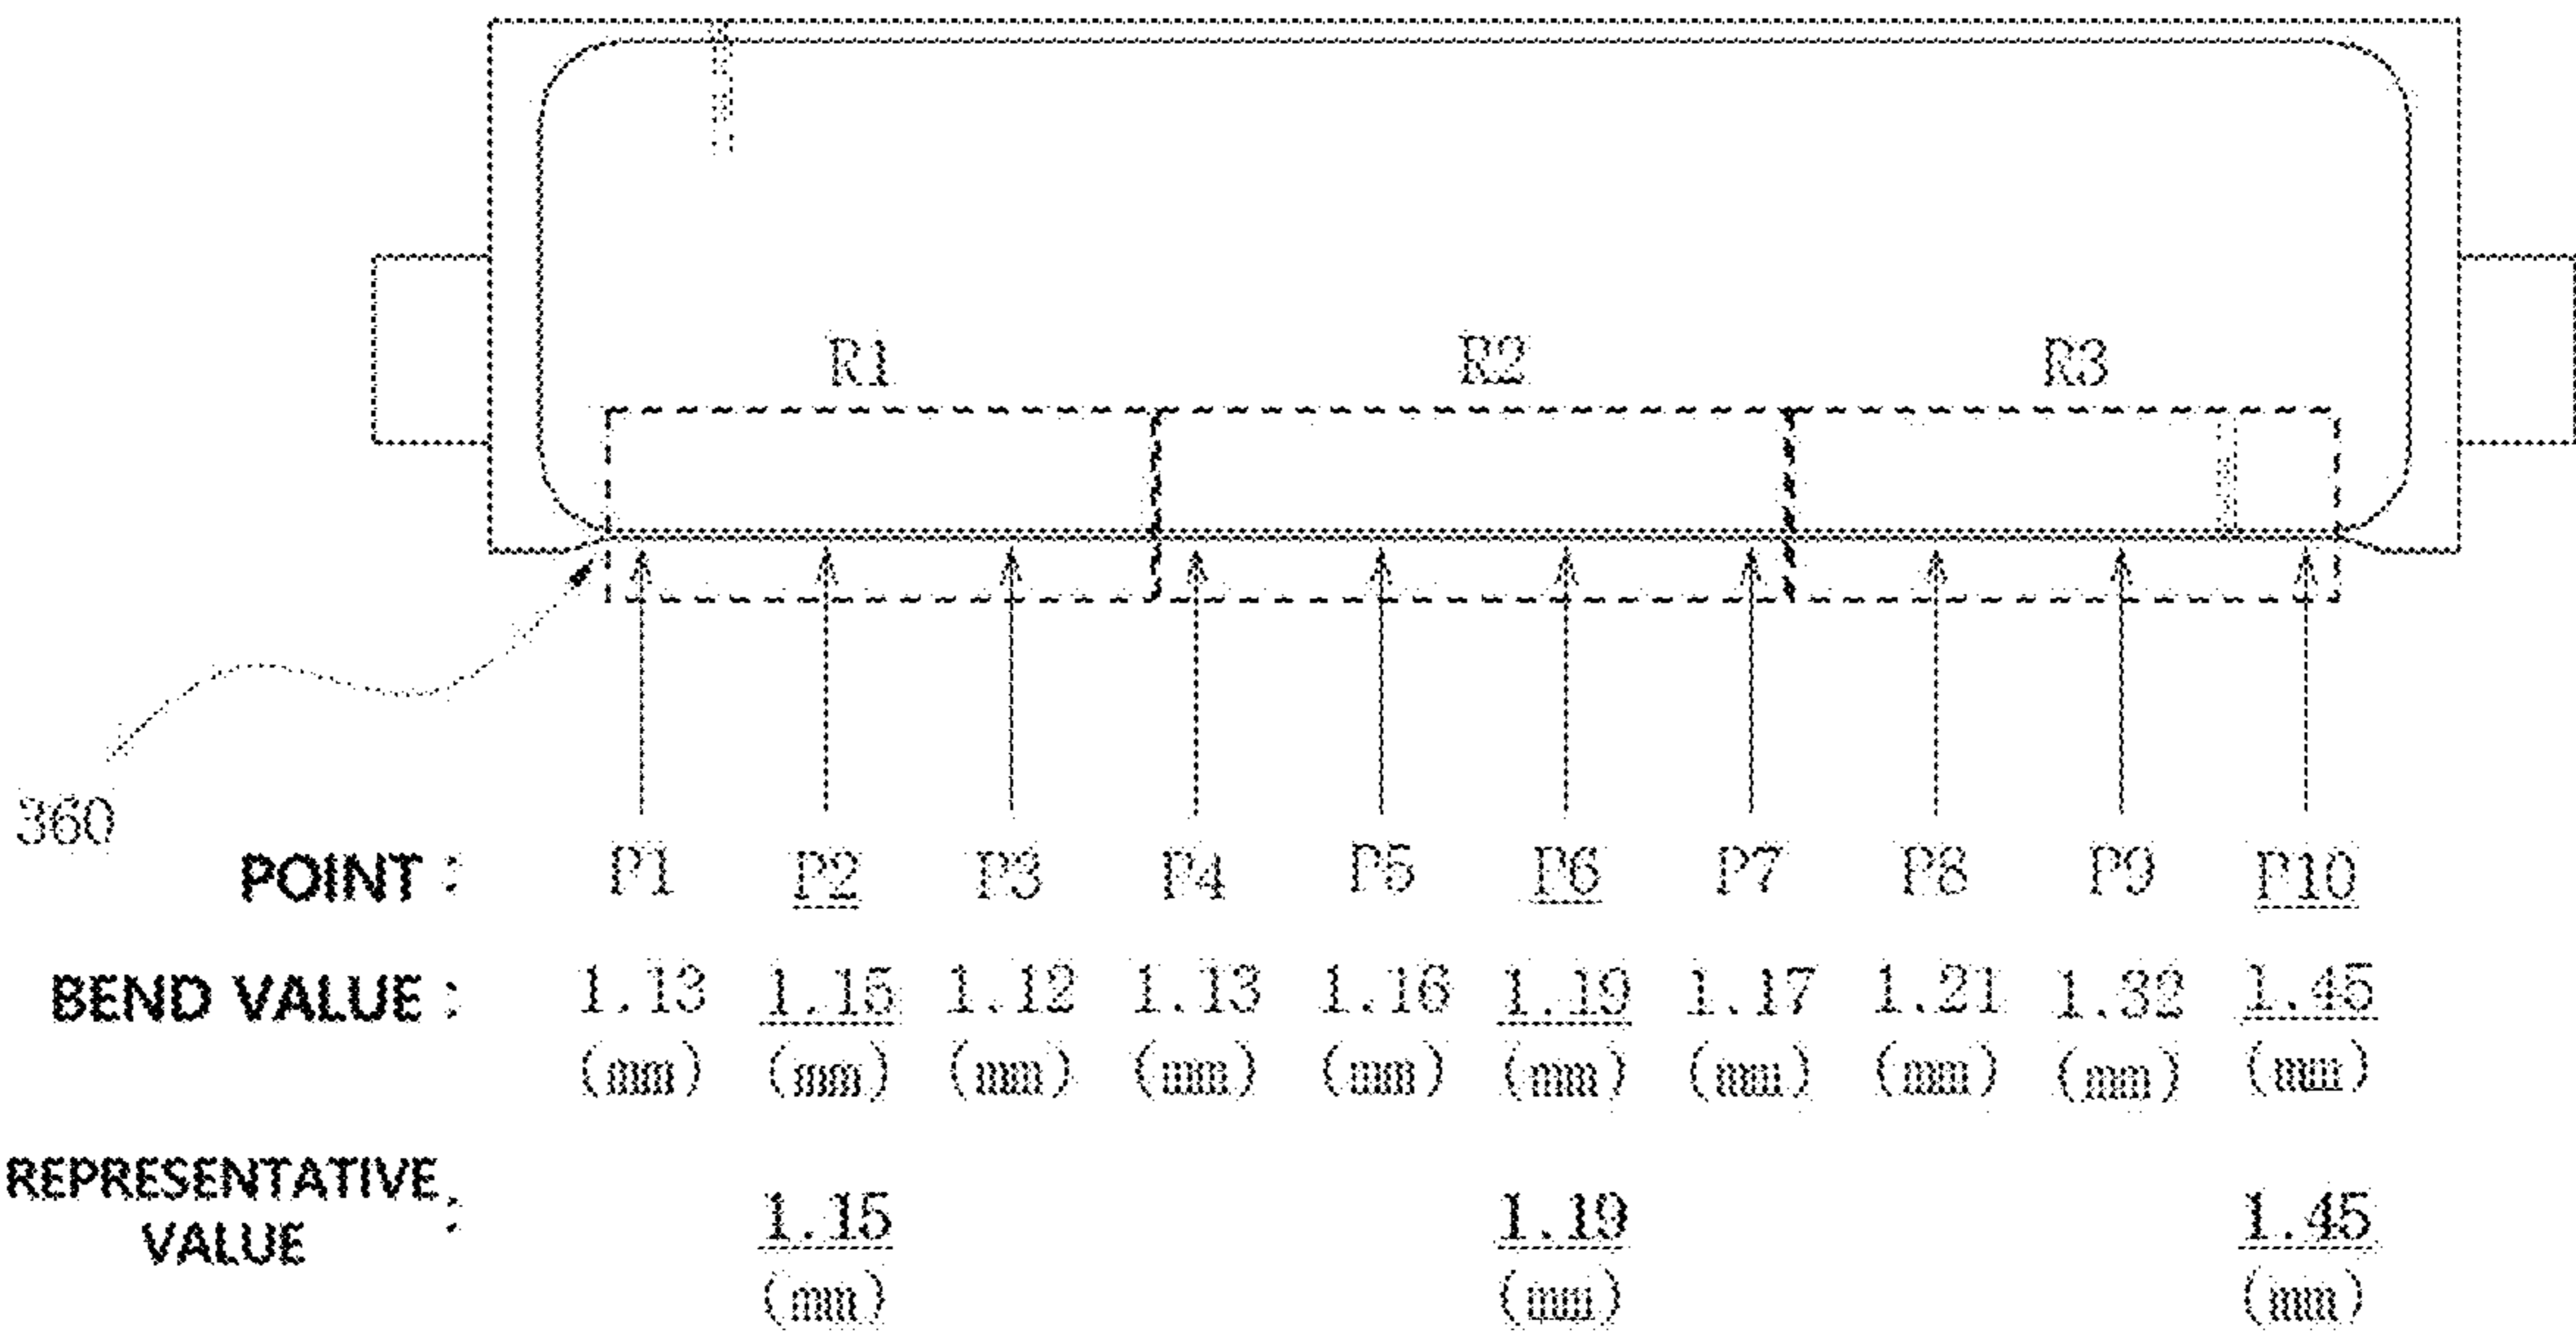 R1 R2 R3
360
POINT : P1 P2 P3 P4 P5 P6 P7 P8 P9 P10
BEND VALUE : 1.13 1.15 1.12 1.13 1.16 1.19 1.17 1.21 1.32 1.45
(mm) (mm) (mm) (mm) (mm) (mm) (mm) (mm) (mm) (mm)
REPRESENTATIVE
VALUE : 1.15 1.19 1.45
(mm) (mm) (mm)